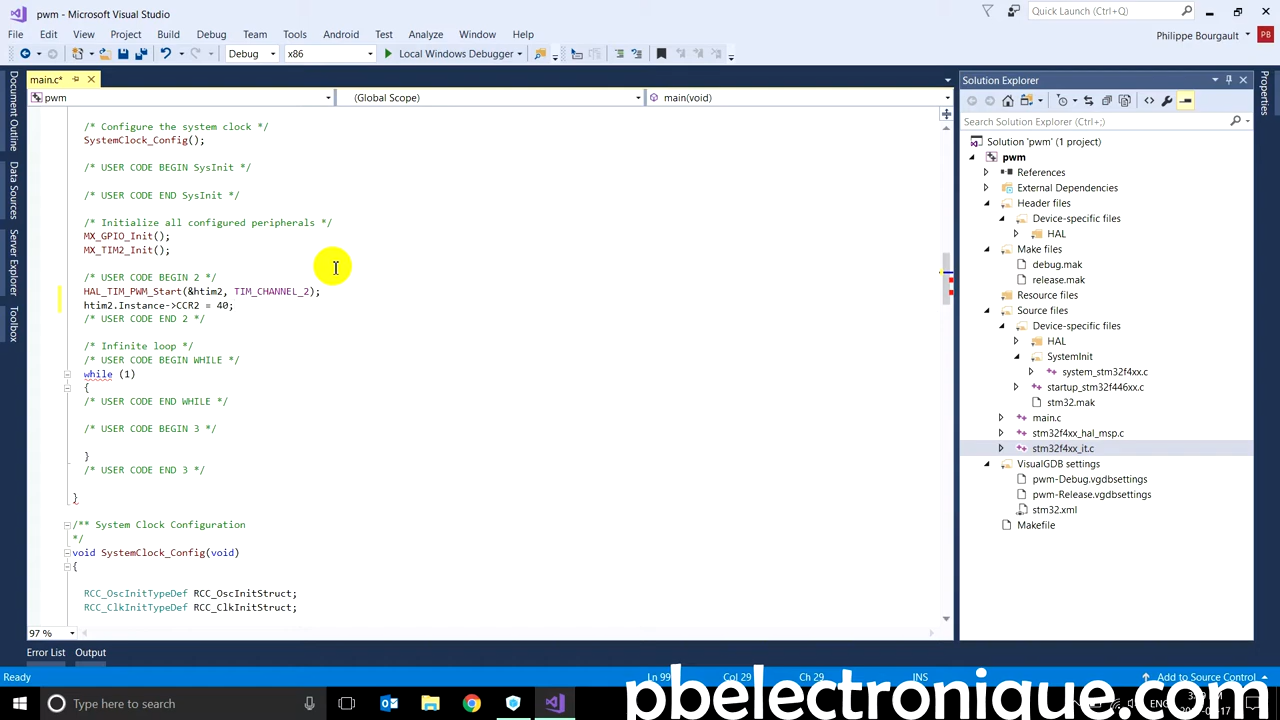 pwm - Microsoft Visual Studio
Quick Launch (Ctrl+Q)
File Edit View Project Build Debug Team Tools Android Test Analyze Window Help
Philippe Bourgault PB
Debug x86 Local Windows Debugger
Document Outline
Data Sources
Server Explorer
Toolbox
main.c*
pwm (Global Scope) main(void)
/* Configure the system clock */
SystemClock_Config();
/* USER CODE BEGIN SysInit */
/* USER CODE END SysInit */
/* Initialize all configured peripherals */
MX_GPIO_Init();
MX_TIM2_Init();
/* USER CODE BEGIN 2 */
HAL_TIM_PWM_Start(&htim2, TIM_CHANNEL_2);
htim2.Instance->CCR2 = 40;
/* USER CODE END 2 */
/* Infinite loop */
/* USER CODE BEGIN WHILE */
while (1)
{
/* USER CODE END WHILE */
/* USER CODE BEGIN 3 */
}
/* USER CODE END 3 */
}
/** System Clock Configuration
*/
void SystemClock_Config(void)
{
RCC_OscInitTypeDef RCC_OscInitStruct;
RCC_ClkInitTypeDef RCC_ClkInitStruct;
97 %
Solution Explorer
Search Solution Explorer (Ctrl+;)
Solution 'pwm' (1 project)
pwm
References
External Dependencies
Header files
Device-specific files
HAL
Make files
debug.mak
release.mak
Resource files
Source files
Device-specific files
HAL
SystemInit
system_stm32f4xx.c
startup_stm32f446xx.c
stm32.mak
main.c
stm32f4xx_hal_msp.c
stm32f4xx_it.c
VisualGDB settings
pwm-Debug.vgdbsettings
pwm-Release.vgdbsettings
stm32.xml
Makefile
Properties
Error List Output
Ready Ln 99 Col 29 Ch 29 INS Add to Source Control
Type here to search
pbelectronique.com